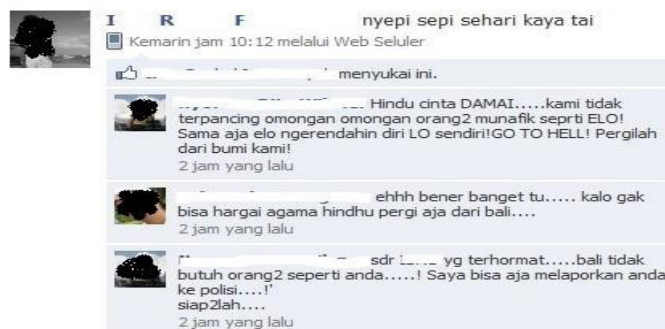 I R F nyepi sepi sehari kaya tai
Kemarin jam 10:12 melalui Web Seluler
menyukai ini.
Hindu cinta DAMAI.....kami tidak
terpancing omongan omongan orang2 munafik seprti ELO!
Sama aja elo ngerendahin diri LO sendiri!GO TO HELL! Pergilah
dari bumi kami!
2 jam yang lalu
ehhh bener banget tu..... kalo gak
bisa hargai agama hindhu pergi aja dari bali....
2 jam yang lalu
sdr yg terhormat.....bali tidak
butuh orang2 seperti anda.....! Saya bisa aja melaporkan anda
ke polisi....!'
siap2lah....
2 jam yang lalu